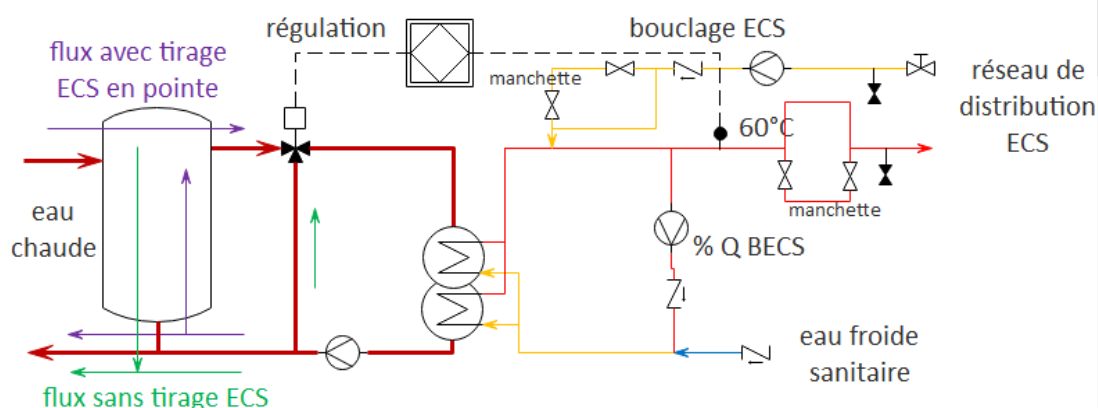 régulation
bouclage ECS
flux avec tirage
ECS en pointe
manchette
réseau de
distribution
ECS
60°C
eau
chaude
manchette
% Q BECS
eau froide
sanitaire
flux sans tirage ECS